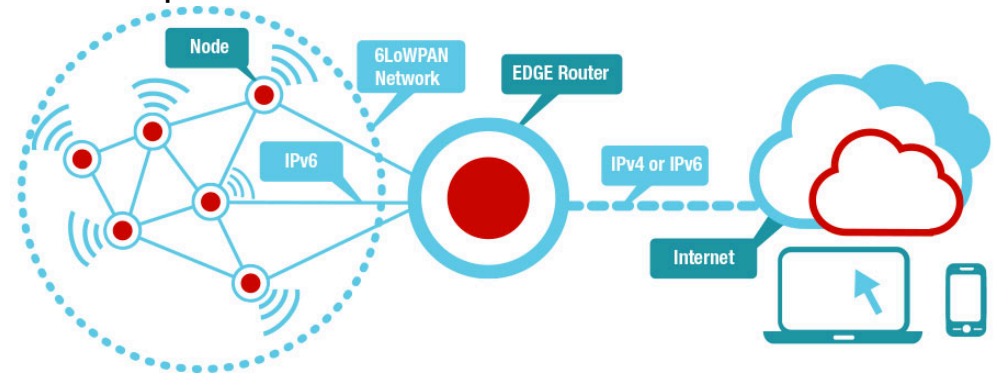 Node
6LoWPAN
Network
EDGE Router
IPv6
IPv4 or IPv6
Internet